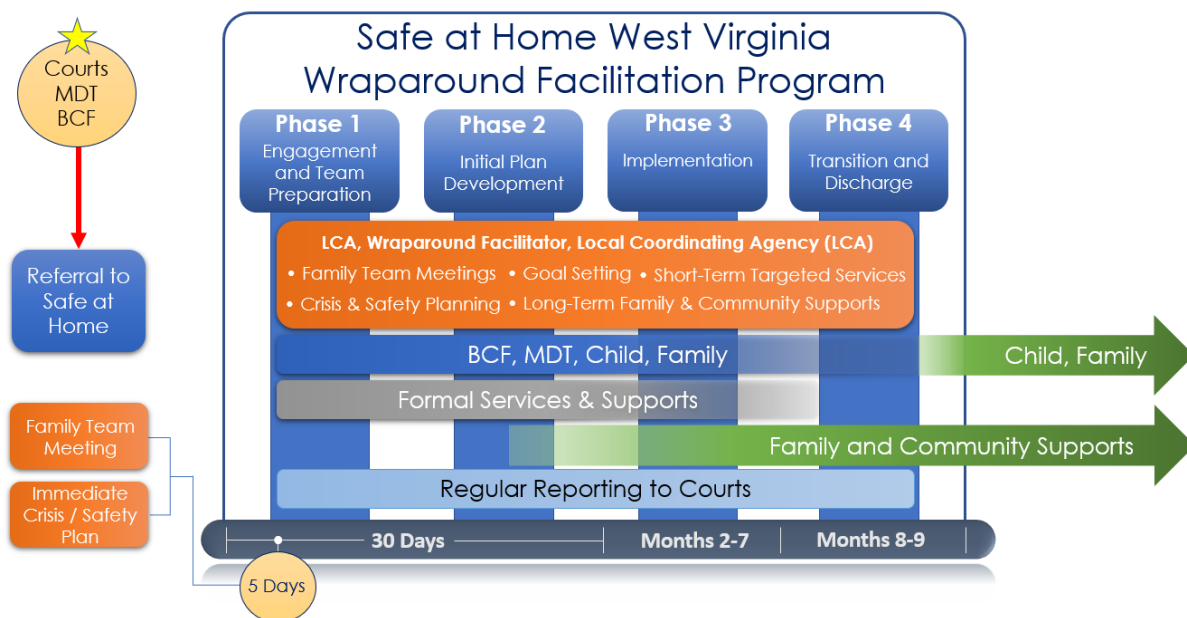 Safe at Home West Virginia
Wraparound Facilitation Program
Courts
MDT
BCF
Referral to
Safe at
Home
Phase 1
Engagement
and Team
Preparation
Phase 2
Initial Plan
Development
Phase 3
Implementation
Phase 4
Transition and
Discharge
LCA, Wraparound Facilitator, Local Coordinating Agency (LCA)
• Family Team Meetings • Goal Setting • Short-Term Targeted Services
• Crisis & Safety Planning • Long-Term Family & Community Supports
BCF, MDT, Child, Family
Child, Family
Formal Services & Supports
Family and Community Supports
Regular Reporting to Courts
Family Team
Meeting
Immediate
Crisis / Safety
Plan
30 Days
Months 2-7
Months 8-9
5 Days